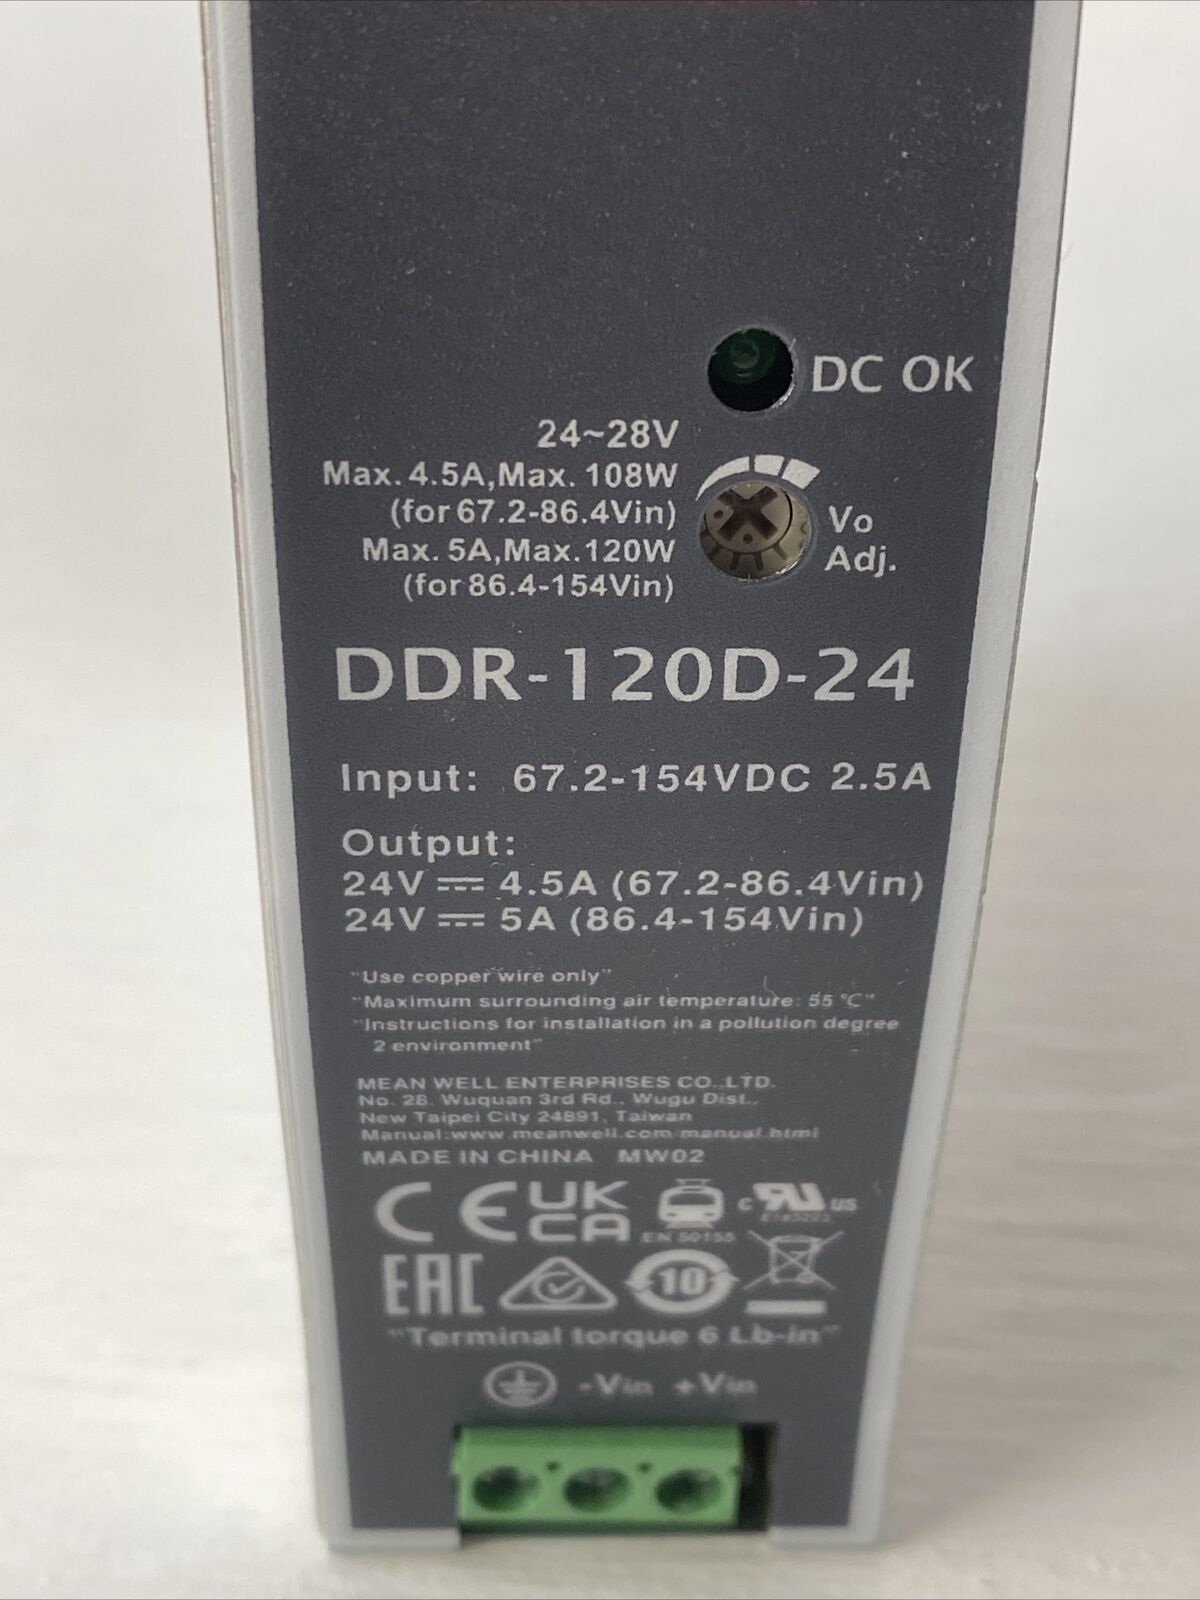 DC OK
24~28V
Max. 4.5A,Max. 108W
(for 67.2-86.4Vin)
Max. 5A,Max.120W
(for 86.4-154Vin)
Vo
Adj.
DDR-120D-24
Input: 67.2-154VDC 2.5A
Output:
24V ⎓ 4.5A (67.2-86.4Vin)
24V ⎓ 5A (86.4-154Vin)
"Use copper wire only"
"Maximum surrounding air temperature: 55 ℃"
"Instructions for installation in a pollution degree
2 environment"
MEAN WELL ENTERPRISES CO.,LTD.
No. 28, Wuquan 3rd Rd., Wugu Dist.,
New Taipei City 24891, Taiwan
Manual:www.meanwell.com/manual.html
MADE IN CHINA MW02
CE UK
CA
EN 50155
c RU US
EAC
10
"Terminal torque 6 Lb-in"
-Vin +Vin